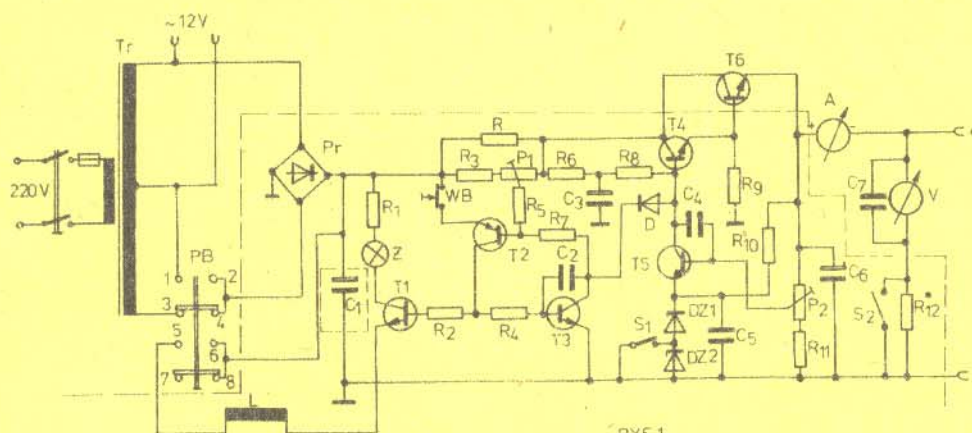 ~12V
Tr
T6
A
R
Pr
T4
R3
P1
R6
R8
220V
WB
C3
C4
R9
C7
V
R1
R5
R7
D
Z
T2
C2
R10
1
PB
2
T5
C6
3
4
C1
T1
DZ1
P2
S2
R12*
5
R2
R4
S1
C5
6
T3
DZ2
R11
7
8
L